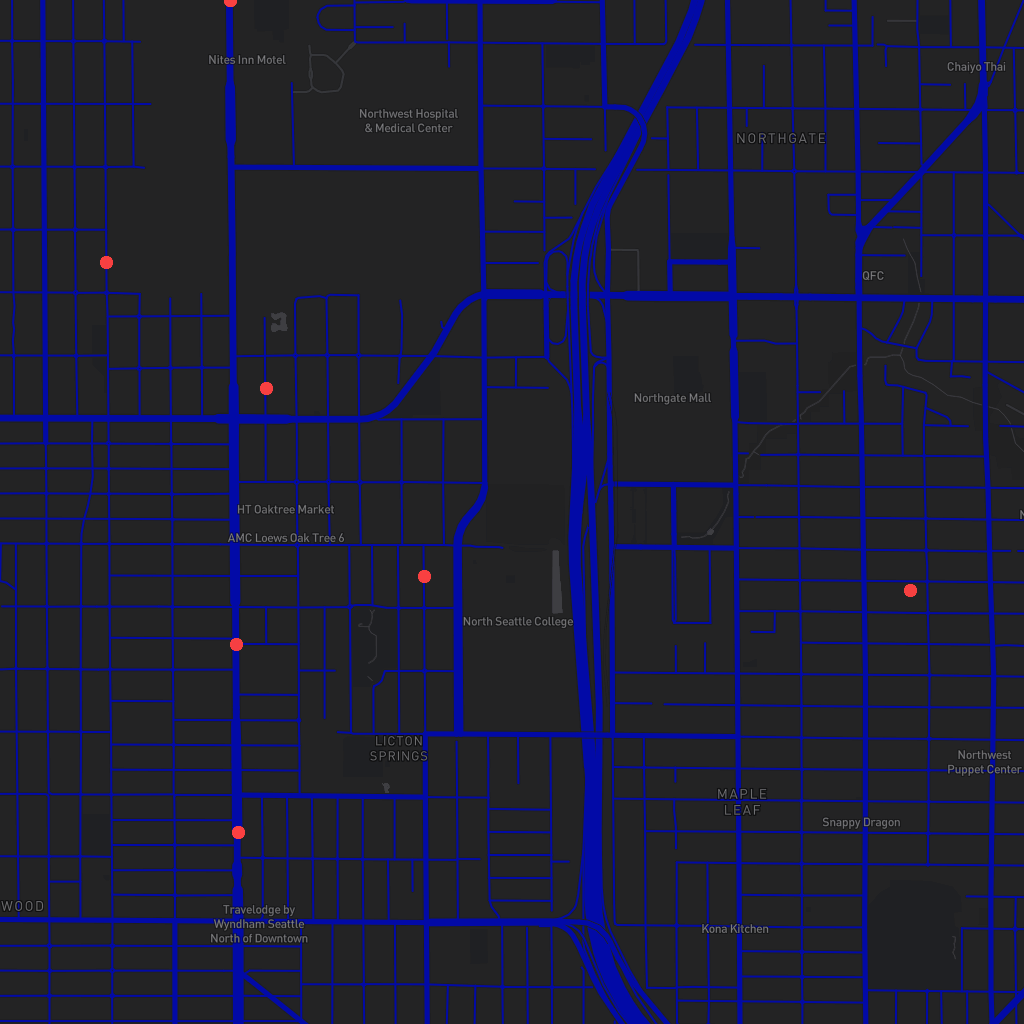 Nites Inn Motel
Chaiyo Thai
Northwest Hospital
& Medical Center
NORTHGATE
QFC
Northgate Mall
HT Oaktree Market
AMC Loews Oak Tree 6
N
North Seattle College
LICTON
SPRINGS
Northwest
Puppet Center
MAPLE
LEAF
Snappy Dragon
WOOD
Travelodge by
Wyndham Seattle
North of Downtown
Kona Kitchen